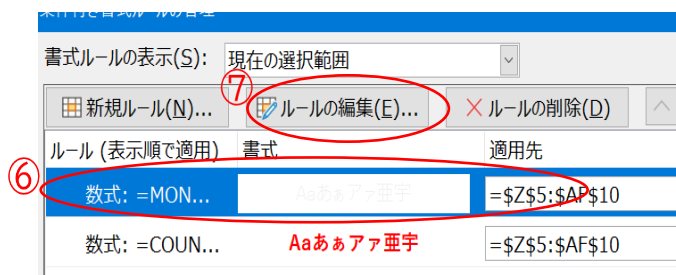 条件付き書式ルールの管理
書式ルールの表示(S): 現在の選択範囲
⑦
新規ルール(N)... ルールの編集(E)... ルールの削除(D)
ルール (表示順で適用) 書式 適用先
⑥
数式: =MON... Aaあぁアァ亜宇 =$Z$5:$AF$10
数式: =COUN... Aaあぁアァ亜宇 =$Z$5:$AF$10